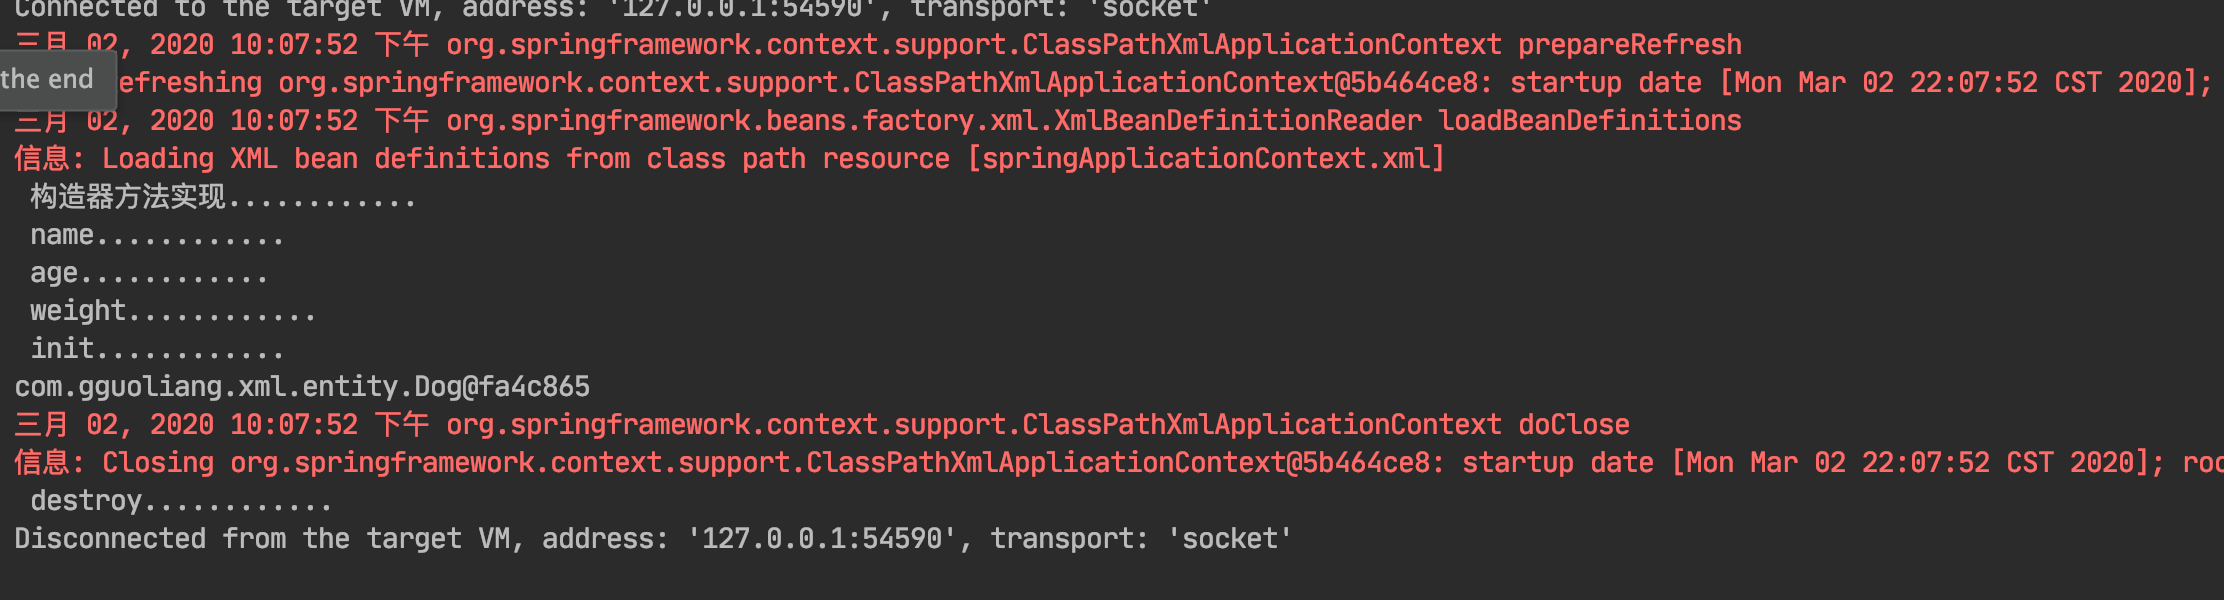 Connected to the target VM, address: '127.0.0.1:54590', transport: 'socket'
三月 02, 2020 10:07:52 下午 org.springframework.context.support.ClassPathXmlApplicationContext prepareRefresh
the end
efreshing org.springframework.context.support.ClassPathXmlApplicationContext@5b464ce8: startup date [Mon Mar 02 22:07:52 CST 2020];
三月 02, 2020 10:07:52 下午 org.springframework.beans.factory.xml.XmlBeanDefinitionReader loadBeanDefinitions
信息: Loading XML bean definitions from class path resource [springApplicationContext.xml]
构造器方法实现............
name............
age............
weight............
init............
com.gguoliang.xml.entity.Dog@fa4c865
三月 02, 2020 10:07:52 下午 org.springframework.context.support.ClassPathXmlApplicationContext doClose
信息: Closing org.springframework.context.support.ClassPathXmlApplicationContext@5b464ce8: startup date [Mon Mar 02 22:07:52 CST 2020]; roo
destroy............
Disconnected from the target VM, address: '127.0.0.1:54590', transport: 'socket'